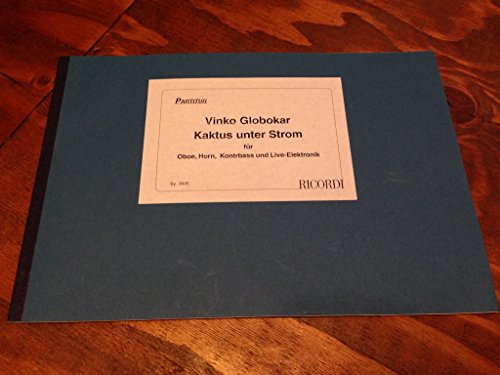 PARTITUR
Vinko Globokar
Kaktus unter Strom
für
Oboe, Horn, Kontrbass und Live-Elektronik
RICORDI